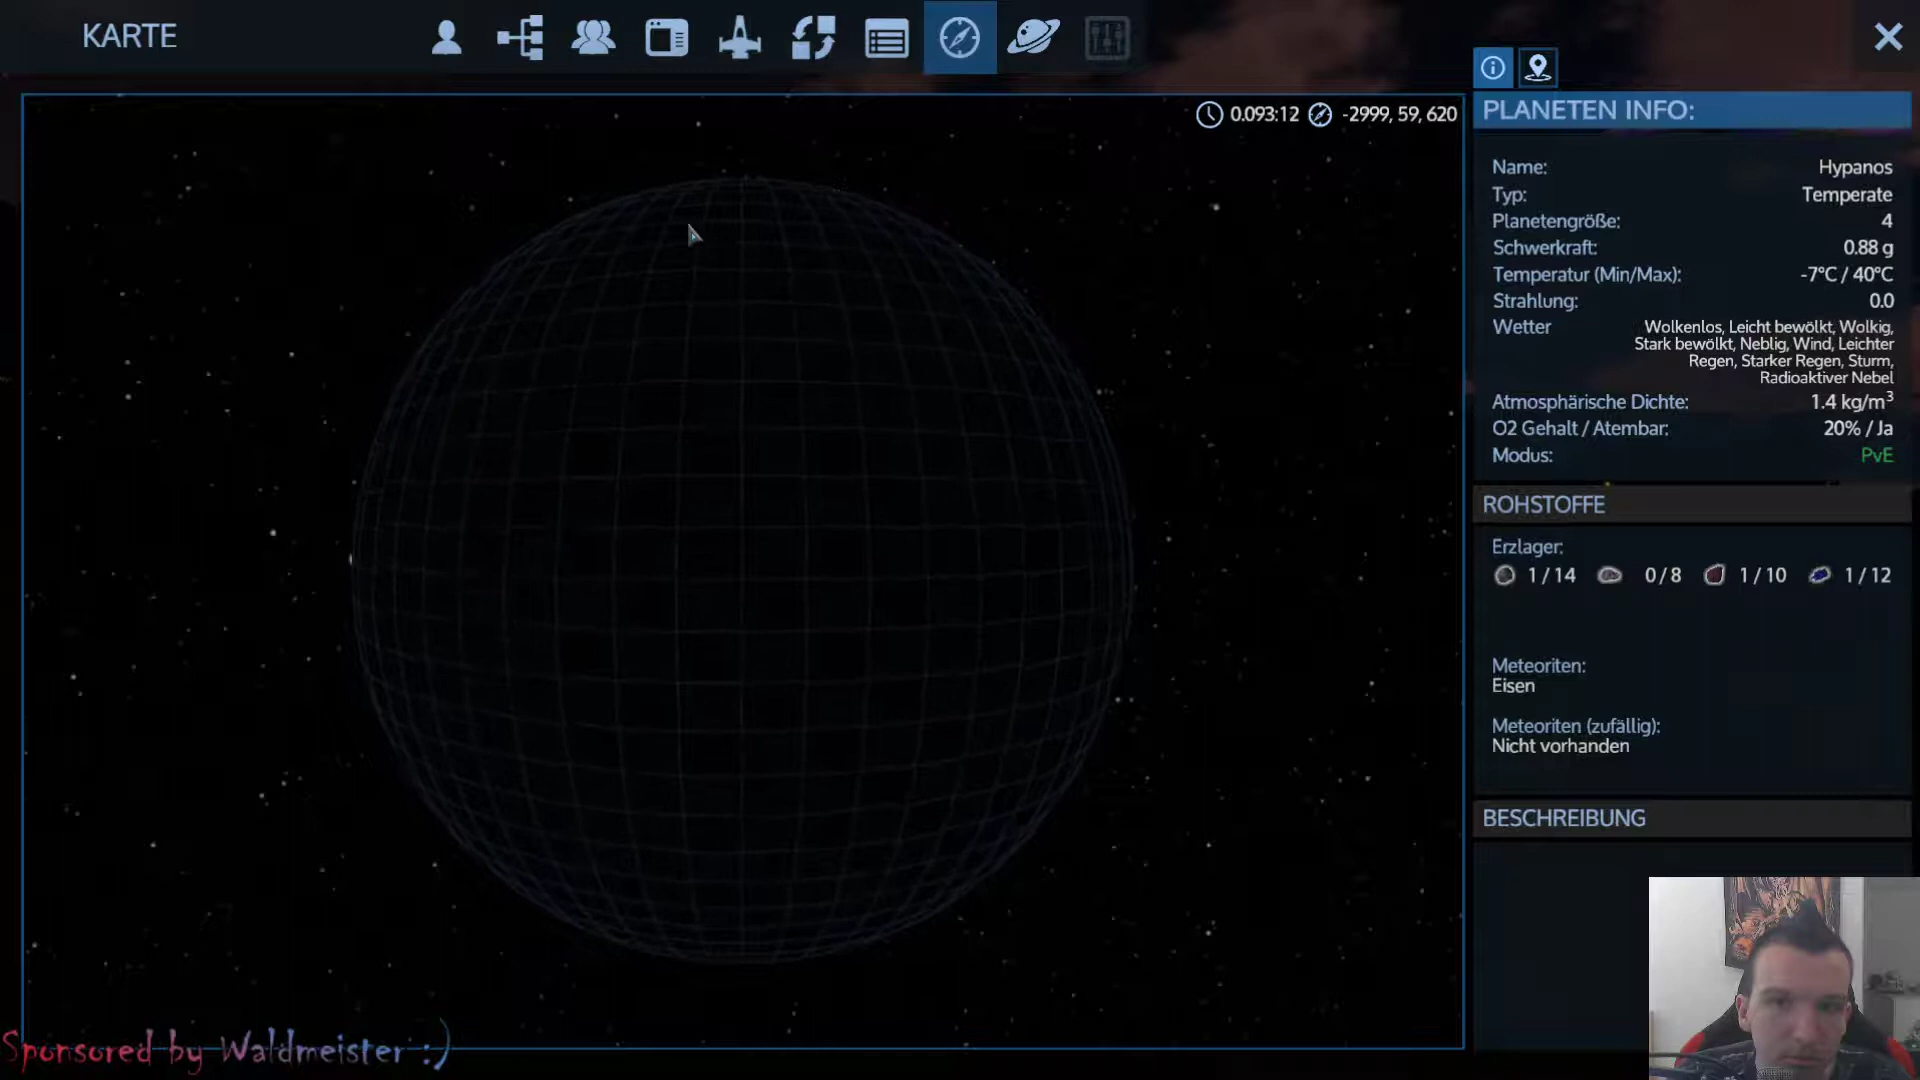 KARTE
0.093:12 -2999, 59, 620
PLANETEN INFO:
Name: Hypanos
Typ: Temperate
Planetengröße: 4
Schwerkraft: 0.88 g
Temperatur (Min/Max): -7°C / 40°C
Strahlung: 0.0
Wetter Wolkenlos, Leicht bewölkt, Wolkig,
Stark bewölkt, Neblig, Wind, Leichter
Regen, Starker Regen, Sturm,
Radioaktiver Nebel
Atmosphärische Dichte: 1.4 kg/m³
O2 Gehalt / Atembar: 20% / Ja
Modus: PvE
ROHSTOFFE
Erzlager:
1 / 14 0 / 8 1 / 10 1 / 12
Meteoriten:
Eisen
Meteoriten (zufällig):
Nicht vorhanden
BESCHREIBUNG
Sponsored by Waldmeister :)